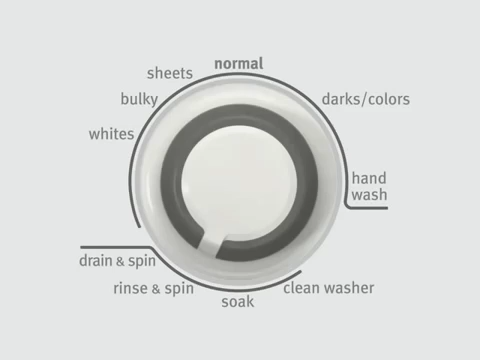 normal
sheets
bulky
darks/colors
whites
hand
wash
drain & spin
rinse & spin
clean washer
soak